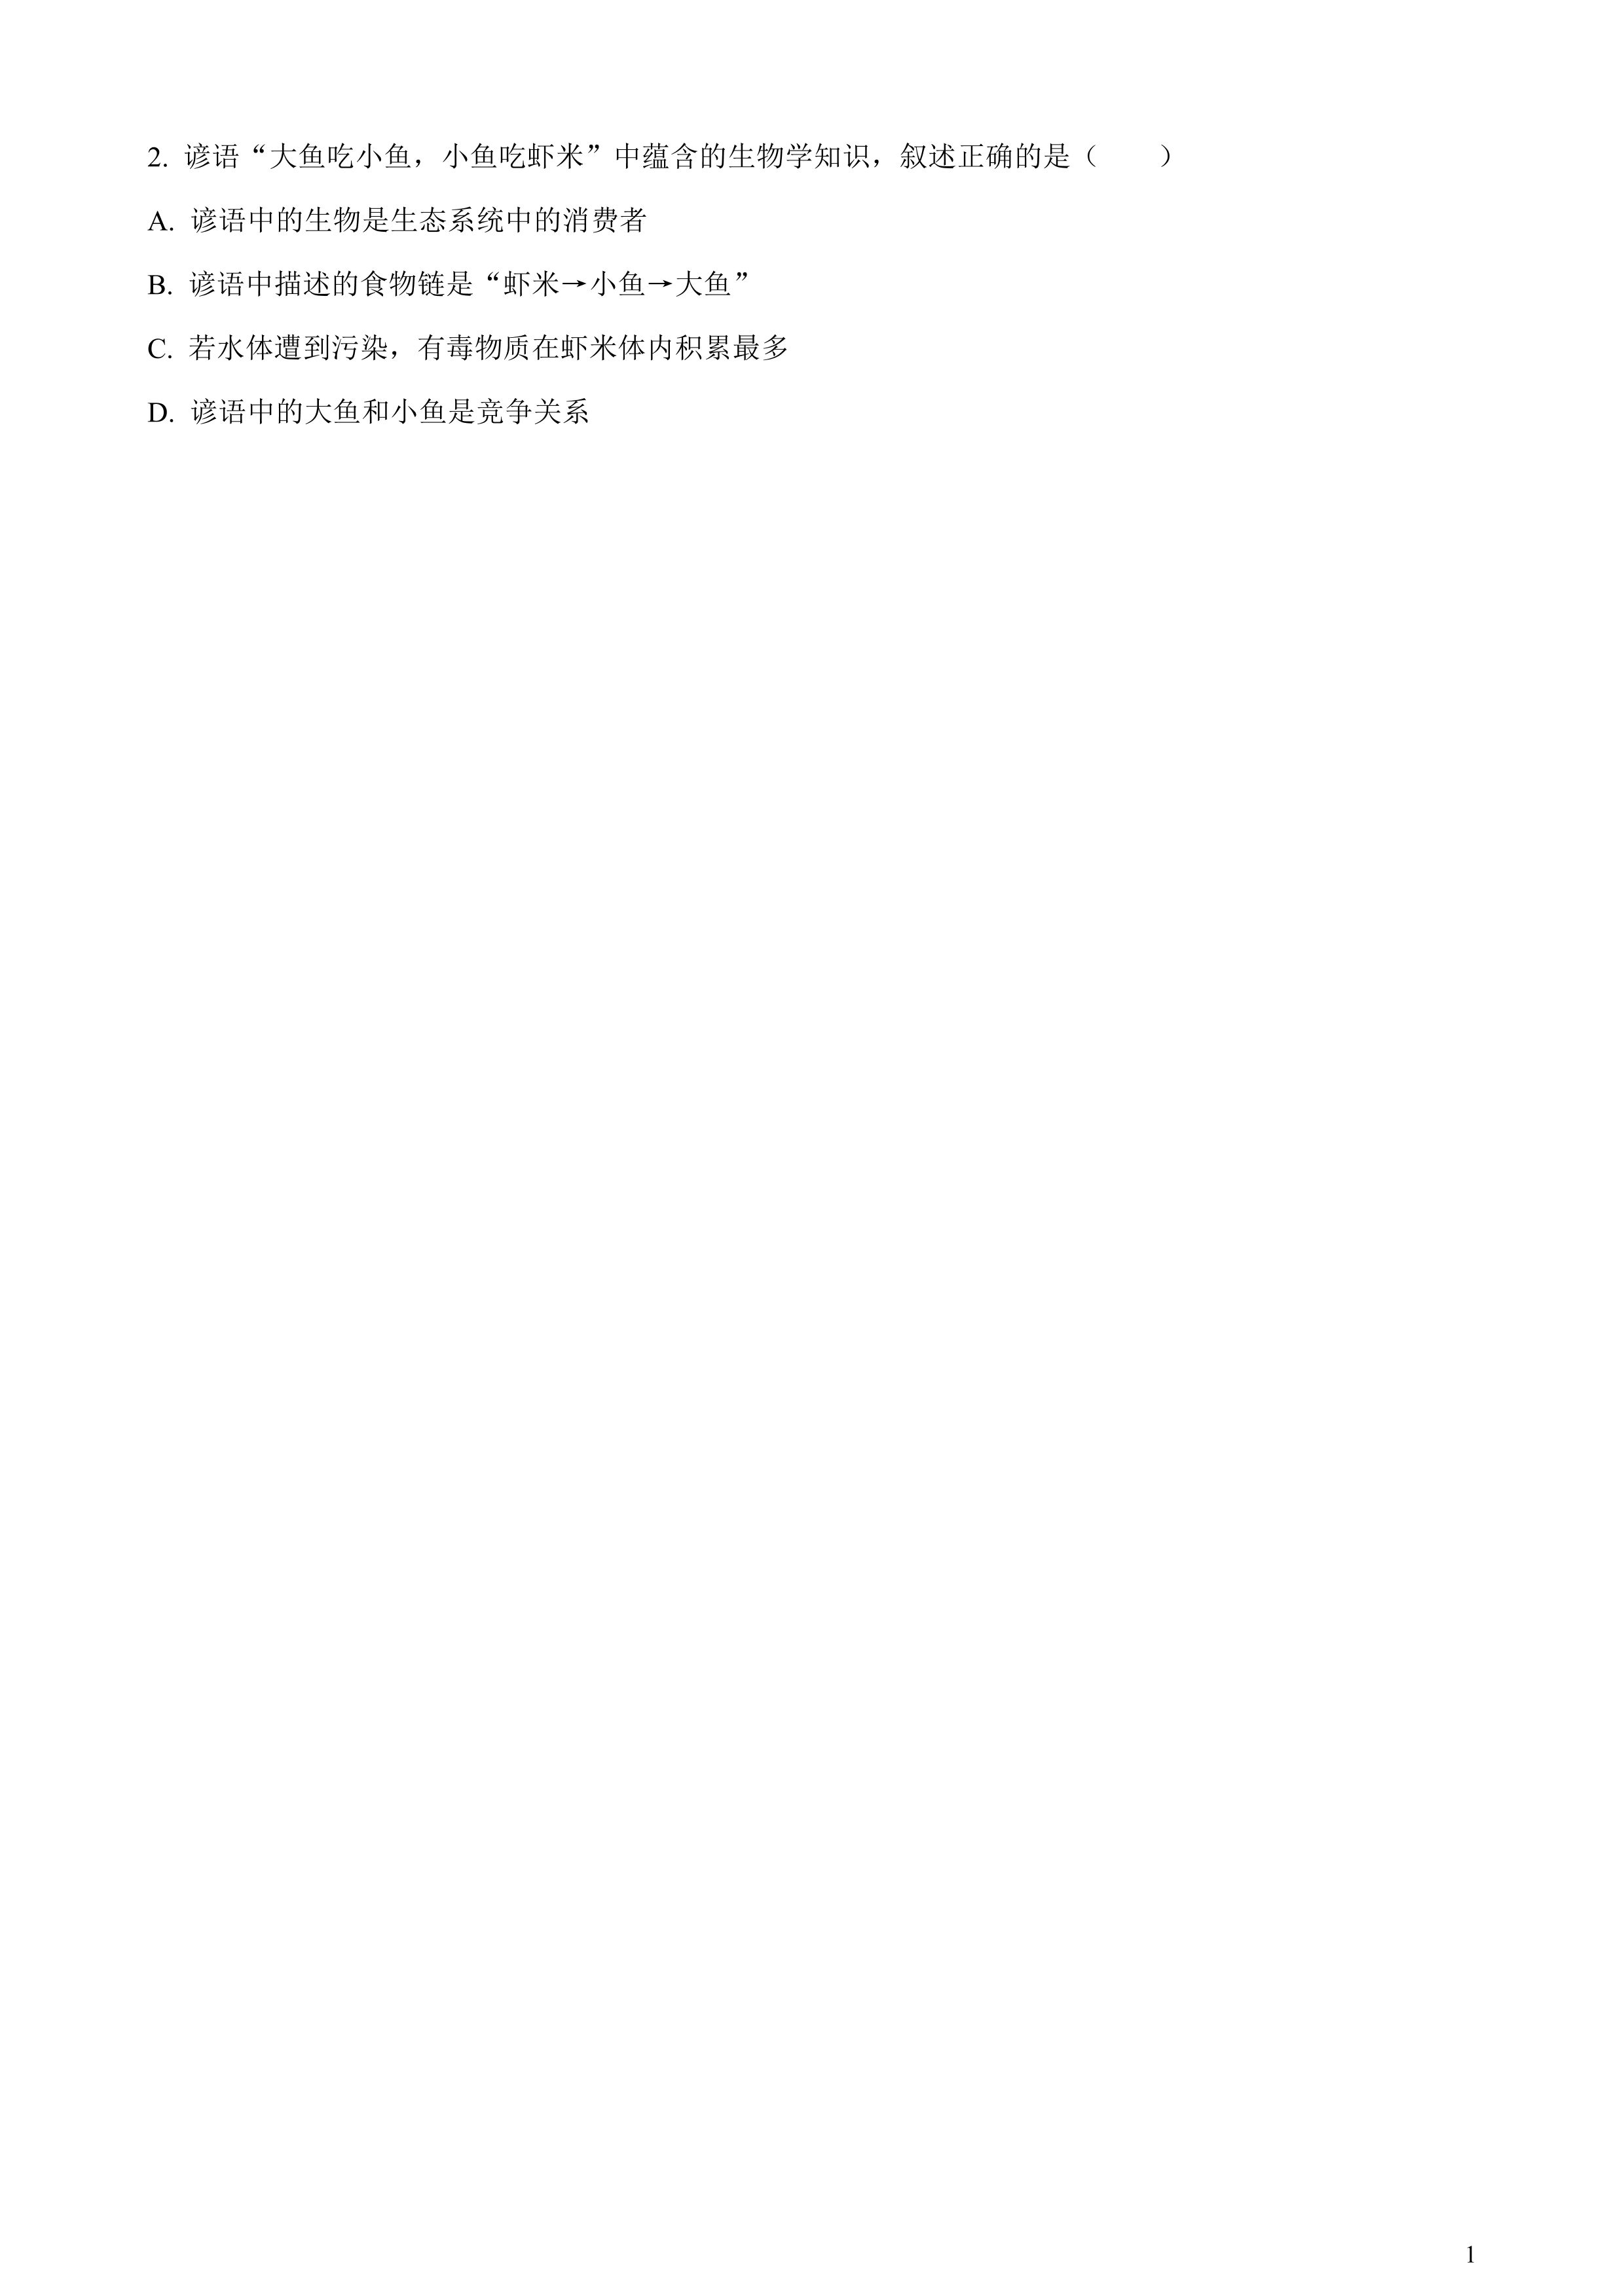 2. 谚语“大鱼吃小鱼，小鱼吃虾米”中蕴含的生物学知识，叙述正确的是（　　）
A. 谚语中的生物是生态系统中的消费者
B. 谚语中描述的食物链是“虾米→小鱼→大鱼”
C. 若水体遭到污染，有毒物质在虾米体内积累最多
D. 谚语中的大鱼和小鱼是竞争关系
1